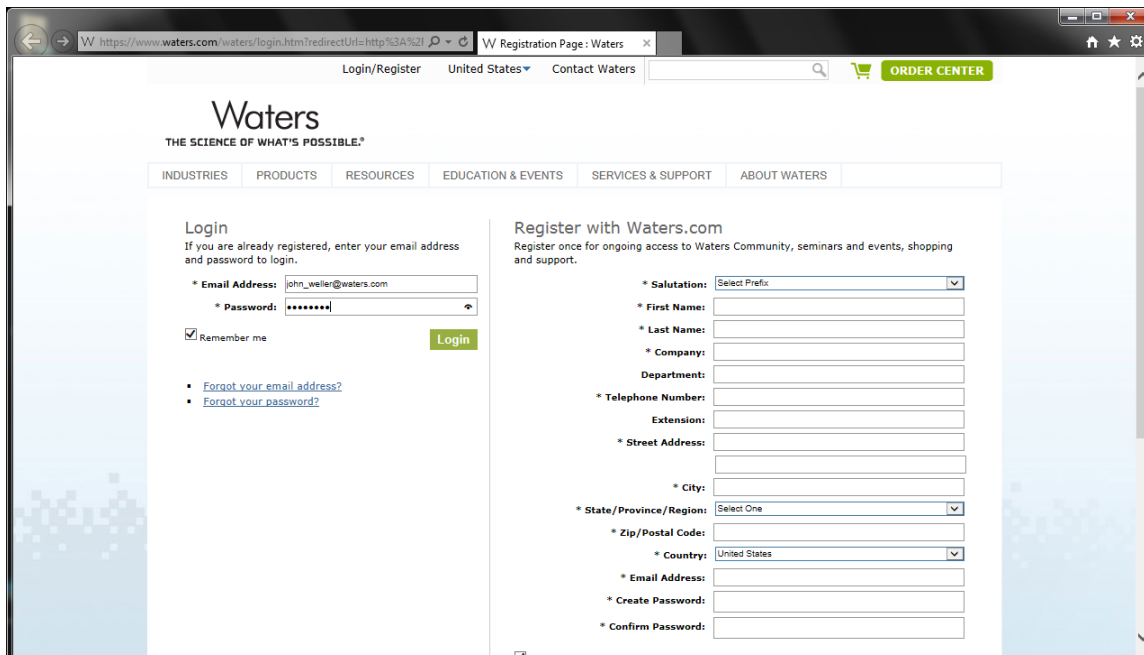 W https://www.waters.com/waters/login.htm?redirectUrl=http%3A%2F
W Registration Page : Waters
Login/Register United States Contact Waters
ORDER CENTER
Waters
THE SCIENCE OF WHAT'S POSSIBLE.®
INDUSTRIES PRODUCTS RESOURCES EDUCATION & EVENTS SERVICES & SUPPORT ABOUT WATERS
Login
If you are already registered, enter your email address
and password to login.
* Email Address: john_weller@waters.com
* Password: ••••••••
Remember me
Login
Forgot your email address?
Forgot your password?
Register with Waters.com
Register once for ongoing access to Waters Community, seminars and events, shopping
and support.
* Salutation: Select Prefix
* First Name:
* Last Name:
* Company:
Department:
* Telephone Number:
Extension:
* Street Address:
* City:
* State/Province/Region: Select One
* Zip/Postal Code:
* Country: United States
* Email Address:
* Create Password:
* Confirm Password: